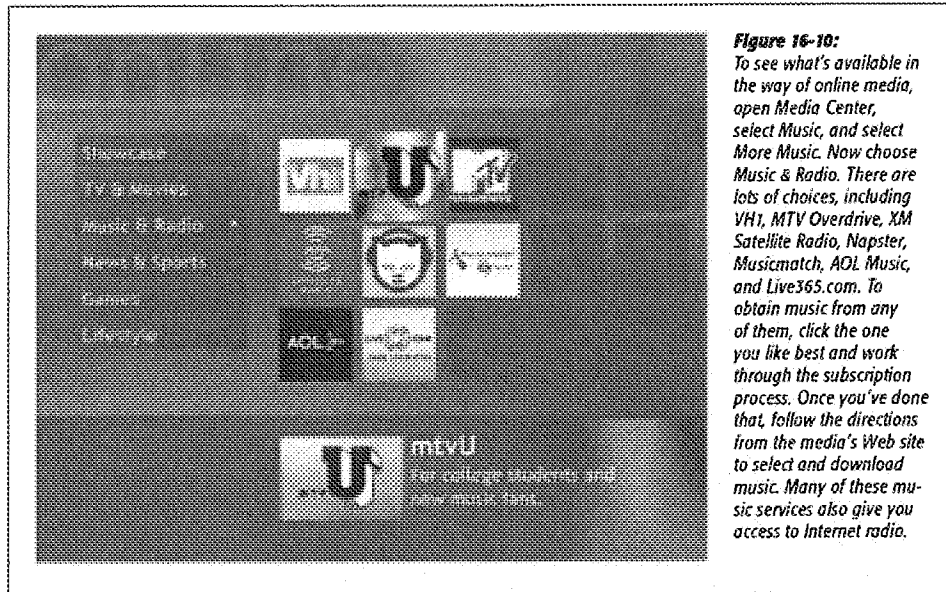 Showcase
TV & Movies
Music & Radio
News & Sports
Games
Lifestyle
VH1
U
MTV
AOL
mtvU
For college students and
new music fans.
Figure 16-10:
To see what's available in
the way of online media,
open Media Center,
select Music, and select
More Music. Now choose
Music & Radio. There are
lots of choices, including
VH1, MTV Overdrive, XM
Satellite Radio, Napster,
Musicmatch, AOL Music,
and Live365.com. To
obtain music from any
of them, click the one
you like best and work
through the subscription
process. Once you've done
that, follow the directions
from the media's Web site
to select and download
music. Many of these mu-
sic services also give you
access to Internet radio.